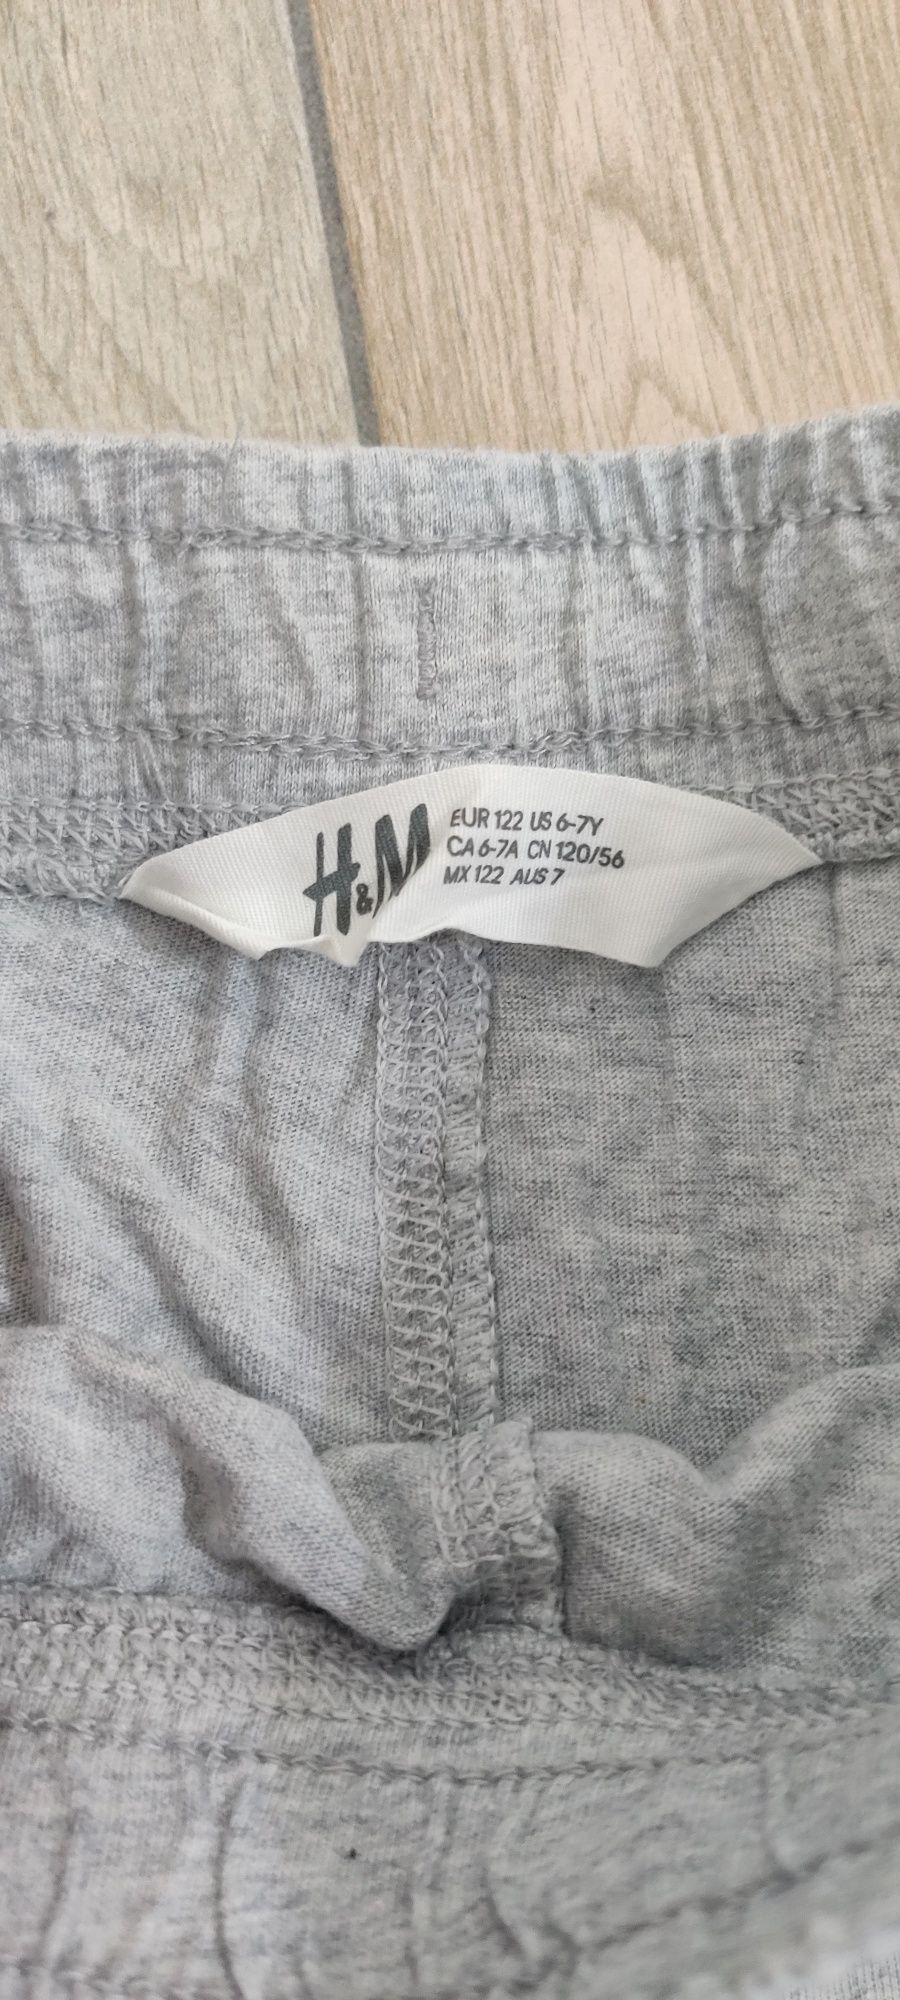 H&M
EUR 122 US 6-7Y
CA 6-7A CN 120/56
MX 122 AUS 7